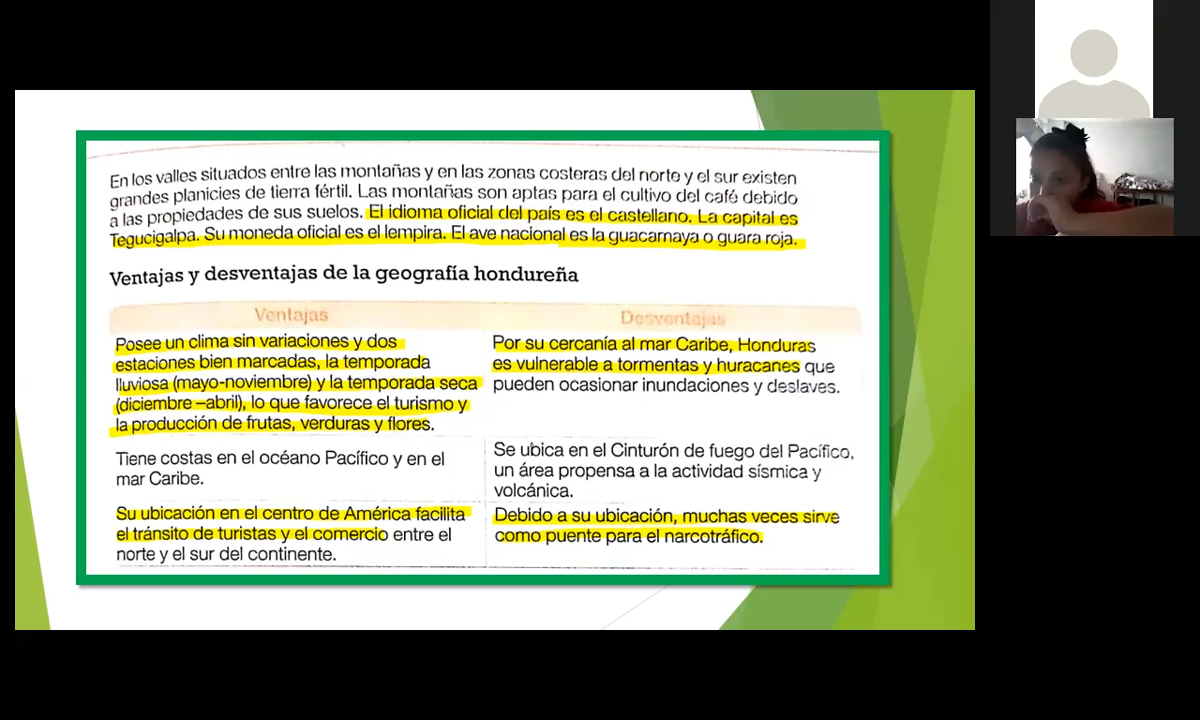 En los valles situados entre las montañas y en las zonas costeras del norte y el sur existen
grandes planicies de tierra fértil. Las montañas son aptas para el cultivo del café debido
a las propiedades de sus suelos. El idioma oficial del país es el castellano. La capital es
Tegucigalpa. Su moneda oficial es el lempira. El ave nacional es la guacamaya o guara roja.
Ventajas y desventajas de la geografía hondureña
Ventajas
Posee un clima sin variaciones y dos
estaciones bien marcadas, la temporada
lluviosa (mayo-noviembre) y la temporada seca
(diciembre –abril), lo que favorece el turismo y
la producción de frutas, verduras y flores.
Desventajas
Por su cercanía al mar Caribe, Honduras
es vulnerable a tormentas y huracanes que
pueden ocasionar inundaciones y deslaves.
Tiene costas en el océano Pacífico y en el
mar Caribe.
Se ubica en el Cinturón de fuego del Pacífico,
un área propensa a la actividad sísmica y
volcánica.
Su ubicación en el centro de América facilita
el tránsito de turistas y el comercio entre el
norte y el sur del continente.
Debido a su ubicación, muchas veces sirve
como puente para el narcotráfico.